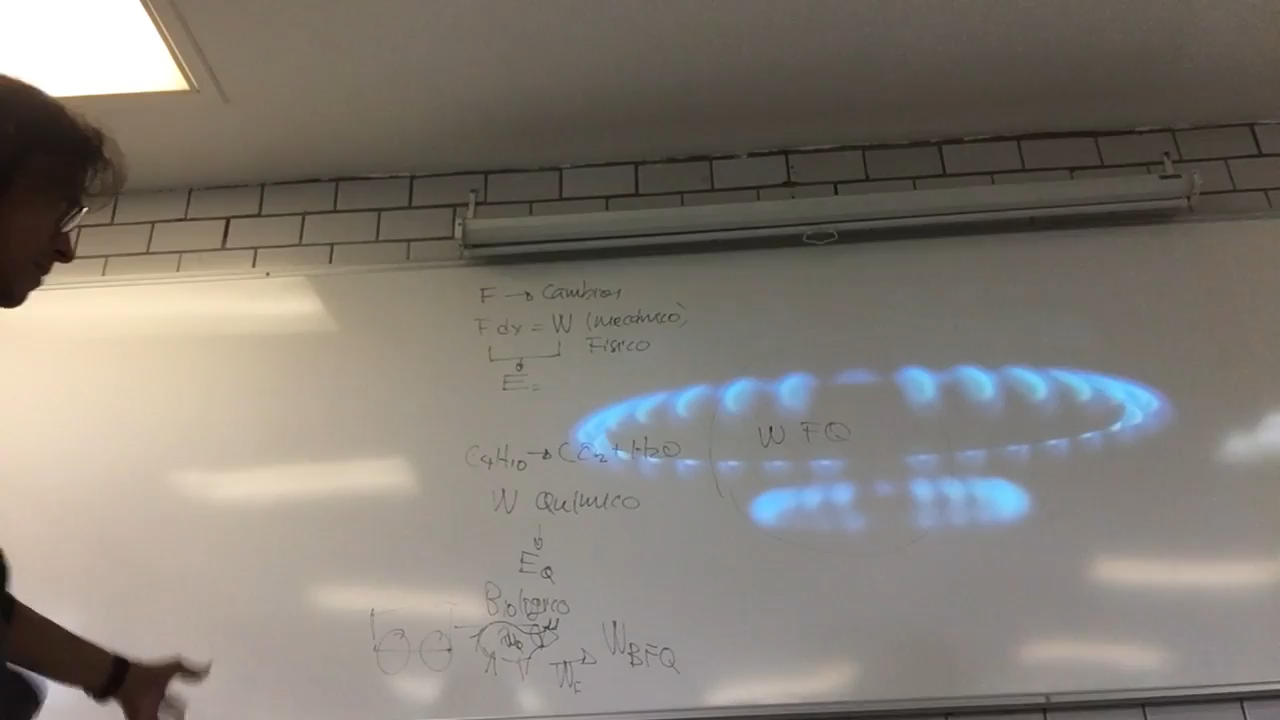 F → Cambios
F dx = W (mecánico)
Físico
E
C4H10 → CO2 + H2O
W FQ
W Químico
EQ
Biológico
WBFQ